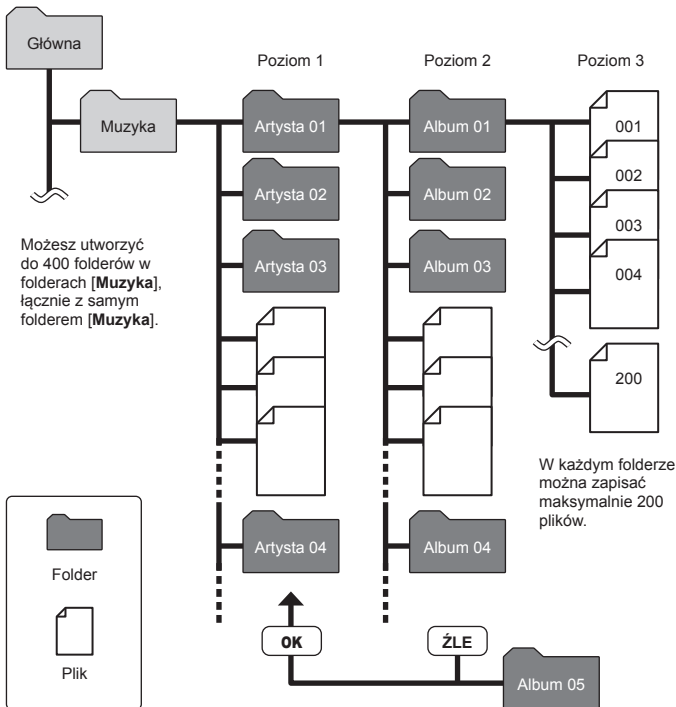 Główna
Poziom 1
Poziom 2
Poziom 3
Muzyka
Artysta 01
Album 01
001
Artysta 02
Album 02
002
Artysta 03
Album 03
003
004
Możesz utworzyć
do 400 folderów w
folderach [Muzyka],
łącznie z samym
folderem [Muzyka].
200
W każdym folderze
można zapisać
maksymalnie 200
plików.
Artysta 04
Album 04
Folder
Plik
OK
ŹLE
Album 05